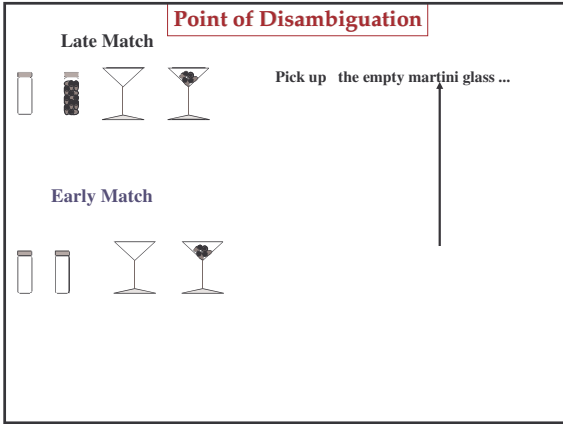 Point of Disambiguation
Late Match
Pick up the empty martini glass ...
Early Match